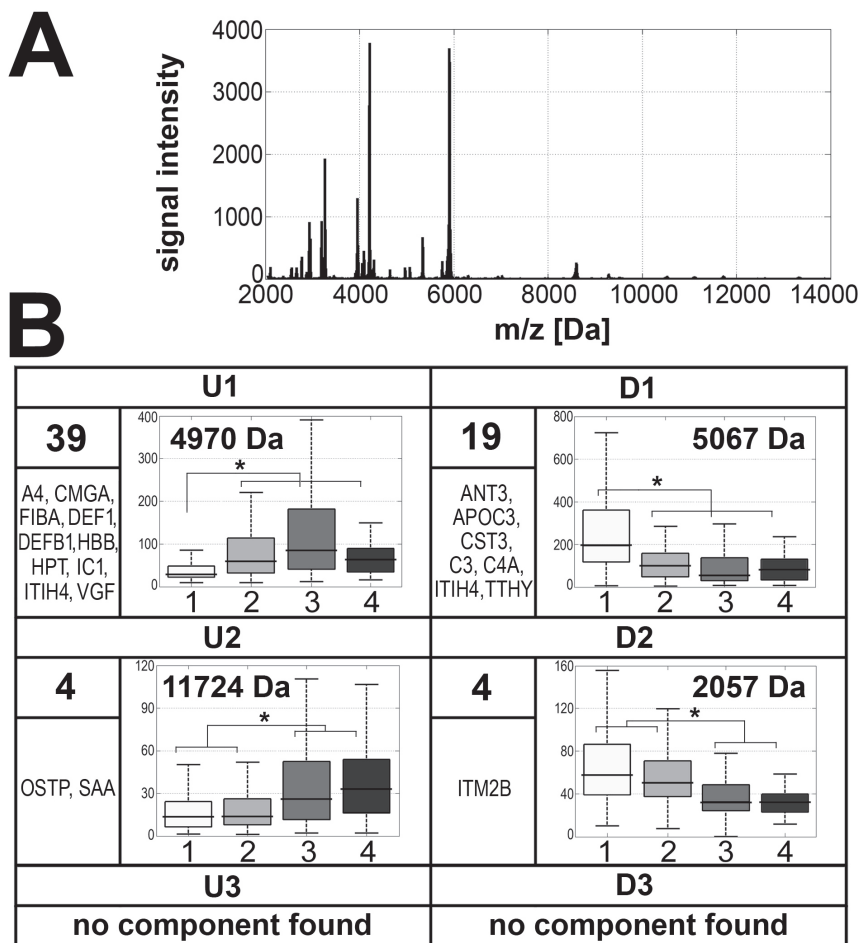 A
signal intensity
4000
3000
2000
1000
0
2000 4000 6000 8000 10000 12000 14000
m/z [Da]
B
U1
D1
39
A4, CMGA,
FIBA, DEF1,
DEFB1,HBB,
HPT, IC1,
ITIH4, VGF
4970 Da
*
400
300
200
100
0
1 2 3 4
19
ANT3,
APOC3,
CST3,
C3, C4A,
ITIH4,TTHY
5067 Da
*
800
600
400
200
0
1 2 3 4
U2
D2
4
OSTP, SAA
11724 Da
*
120
90
60
30
0
1 2 3 4
4
ITM2B
2057 Da
*
160
120
80
40
0
1 2 3 4
U3
D3
no component found
no component found